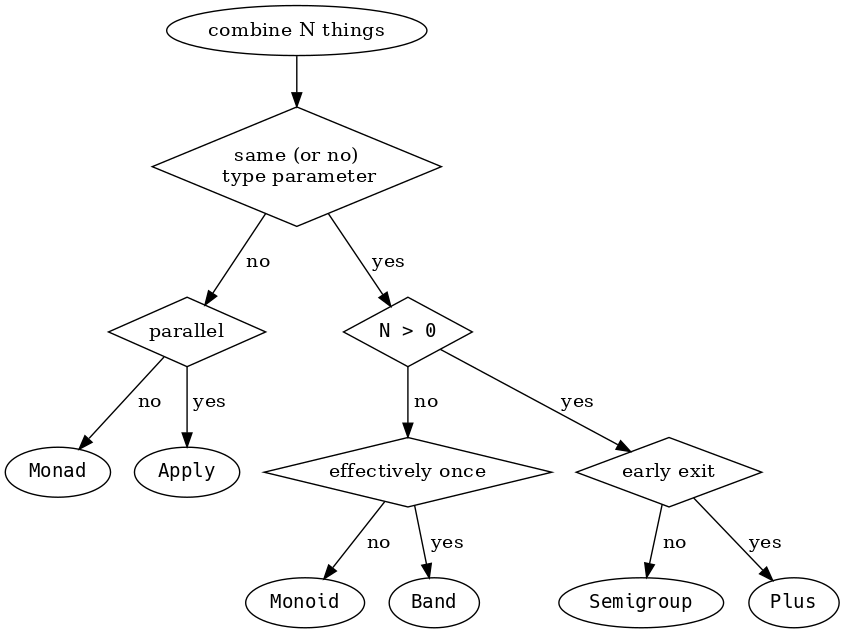 combine N things
same (or no)
type parameter
no
yes
parallel
N > 0
no
yes
no
yes
Monad
Apply
effectively once
early exit
no
yes
no
yes
Monoid
Band
Semigroup
Plus